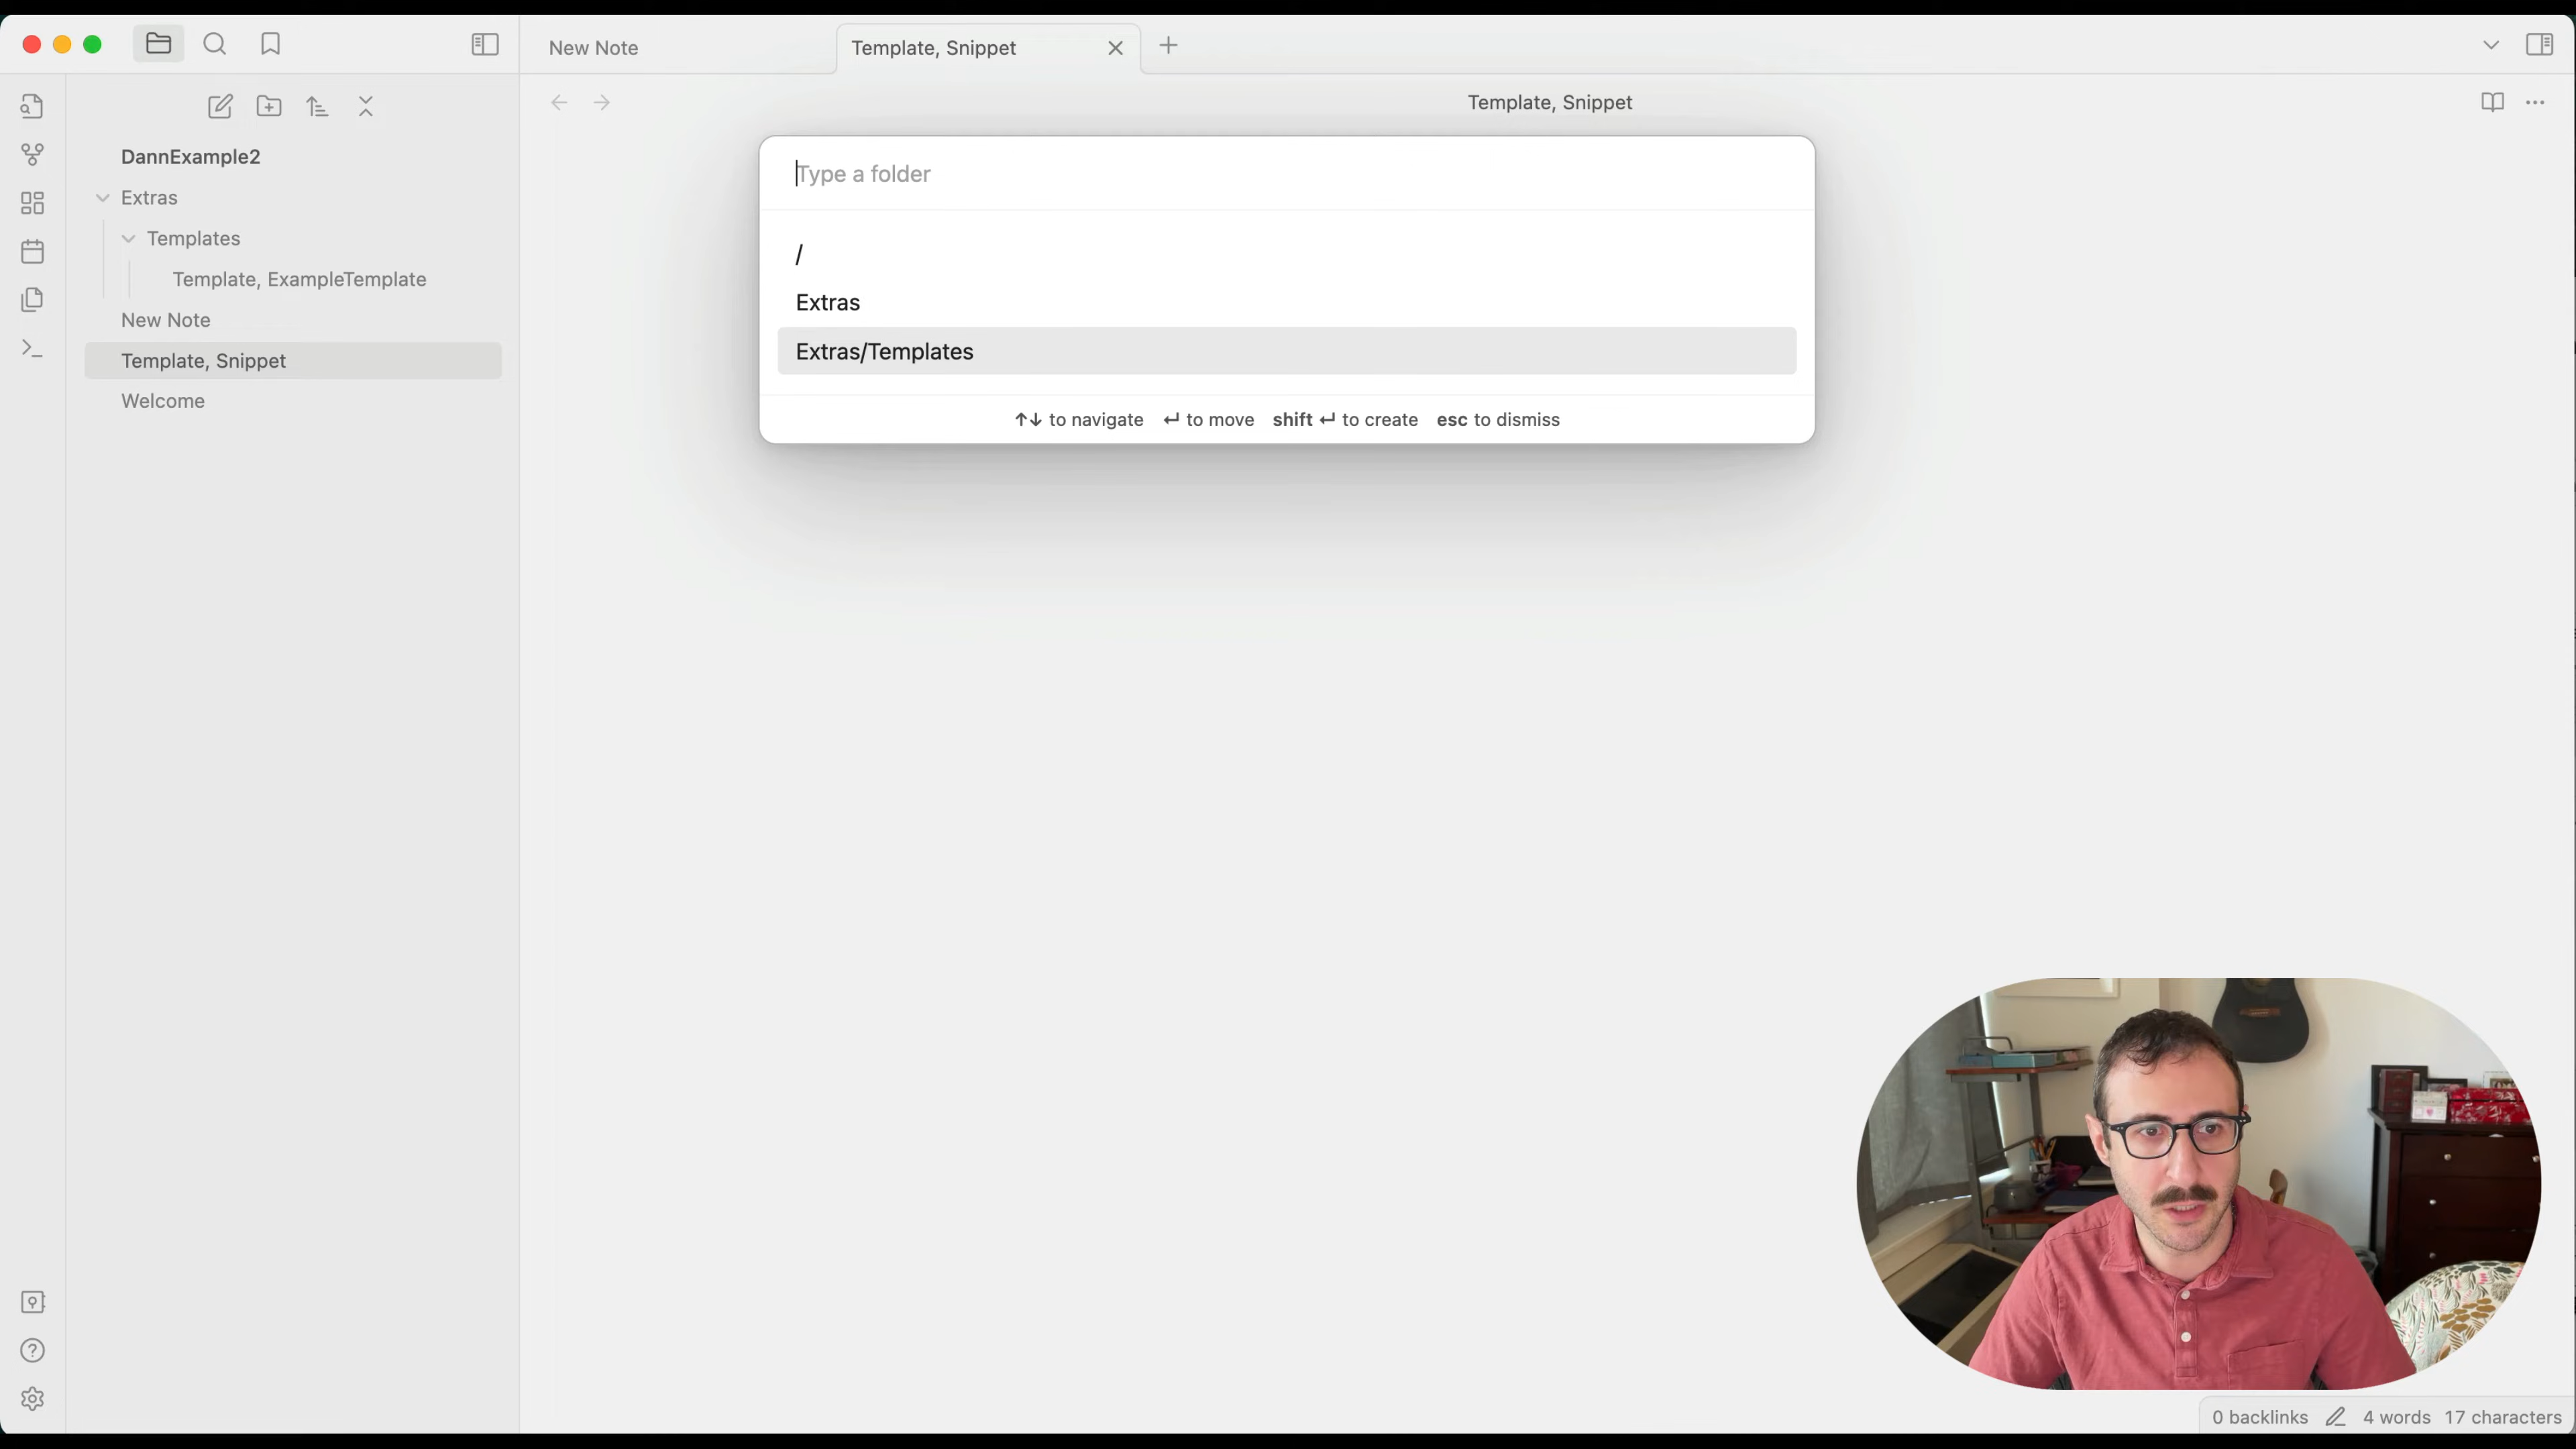 New Note
Template, Snippet
Template, Snippet
DannExample2
Extras
Templates
Template, ExampleTemplate
New Note
Template, Snippet
Welcome
Type a folder
/
Extras
Extras/Templates
↑↓ to navigate ↵ to move shift ↵ to create esc to dismiss
0 backlinks 4 words 17 characters